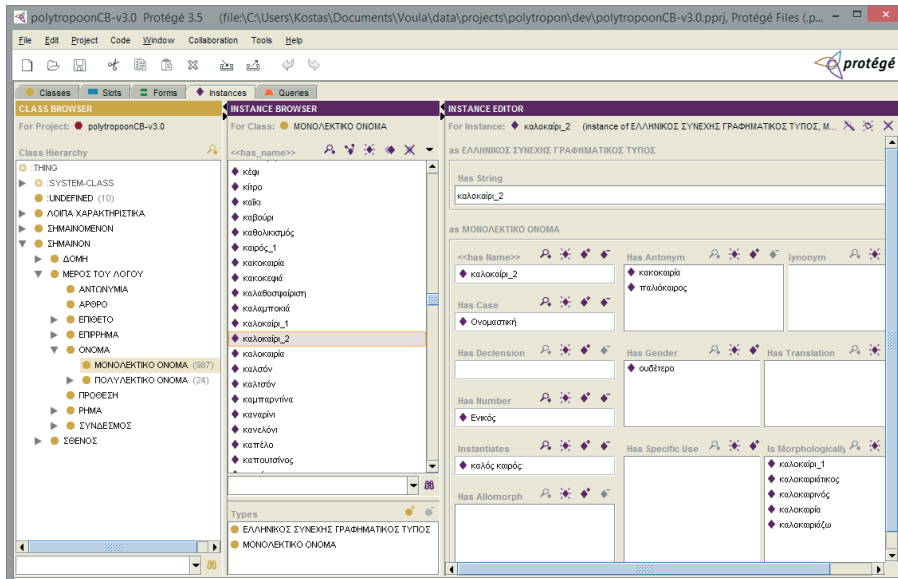 polytropoonCB-v3.0 Protégé 3.5 (file:\C:\Users\Kostas\Documents\Voula\data\projects\polytropon\dev\polytropoonCB-v3.0.pprj, Protégé Files (.p...
File Edit Project Code Window Collaboration Tools Help
protégé
Classes Slots Forms Instances Queries
CLASS BROWSER
For Project: polytropoonCB-v3.0
Class Hierarchy
:THING
:SYSTEM-CLASS
:UNDEFINED (10)
ΛΟΙΠΑ ΧΑΡΑΚΤΗΡΙΣΤΙΚΑ
ΣΗΜΑΙΝΟΜΕΝΟΝ
ΣΗΜΑΙΝΟΝ
ΔΟΜΗ
ΜΕΡΟΣ ΤΟΥ ΛΟΓΟΥ
ΑΝΤΩΝΥΜΙΑ
ΑΡΘΡΟ
ΕΠΙΘΕΤΟ
ΕΠΙΡΡΗΜΑ
ΟΝΟΜΑ
ΜΟΝΟΛΕΚΤΙΚΟ ΟΝΟΜΑ (987)
ΠΟΛΥΛΕΚΤΙΚΟ ΟΝΟΜΑ (24)
ΠΡΟΘΕΣΗ
ΡΗΜΑ
ΣΥΝΔΕΣΜΟΣ
ΣΘΕΝΟΣ
INSTANCE BROWSER
For Class: ΜΟΝΟΛΕΚΤΙΚΟ ΟΝΟΜΑ
<<has_name>>
κέφι
κίτρο
καΐκι
καβούρι
καθολικισμός
καιρός_1
κακοκαιρία
κακοκεφιά
καλαθοσφαίριση
καλαμποκιά
καλοκαίρι_1
καλοκαίρι_2
καλοκαιρία
καλσόν
καλτσόν
καμπαρντίνα
καναρίνι
κανελόνι
καπέλο
καπουτσίνος
Types
ΕΛΛΗΝΙΚΟΣ ΣΥΝΕΧΗΣ ΓΡΑΦΗΜΑΤΙΚΟΣ ΤΥΠΟΣ
ΜΟΝΟΛΕΚΤΙΚΟ ΟΝΟΜΑ
INSTANCE EDITOR
For Instance: καλοκαίρι_2 (instance of ΕΛΛΗΝΙΚΟΣ ΣΥΝΕΧΗΣ ΓΡΑΦΗΜΑΤΙΚΟΣ ΤΥΠΟΣ, Μ...
as ΕΛΛΗΝΙΚΟΣ ΣΥΝΕΧΗΣ ΓΡΑΦΗΜΑΤΙΚΟΣ ΤΥΠΟΣ
Has String
καλοκαίρι_2
as ΜΟΝΟΛΕΚΤΙΚΟ ΟΝΟΜΑ
<<has Name>>
καλοκαίρι_2
Has Case
Ονομαστική
Has Declension
Has Number
Ενικός
Instantiates
καλός καιρός:
Has Allomorph
Has Antonym
κακοκαιρία
παλιόκαιρος
Has Gender
ουδέτερο
Has Specific Use
Synonym
Has Translation
Is Morphologically
καλοκαίρι_1
καλοκαιριάτικος
καλοκαιρινός
καλοκαιρία
καλοκαιριάζω